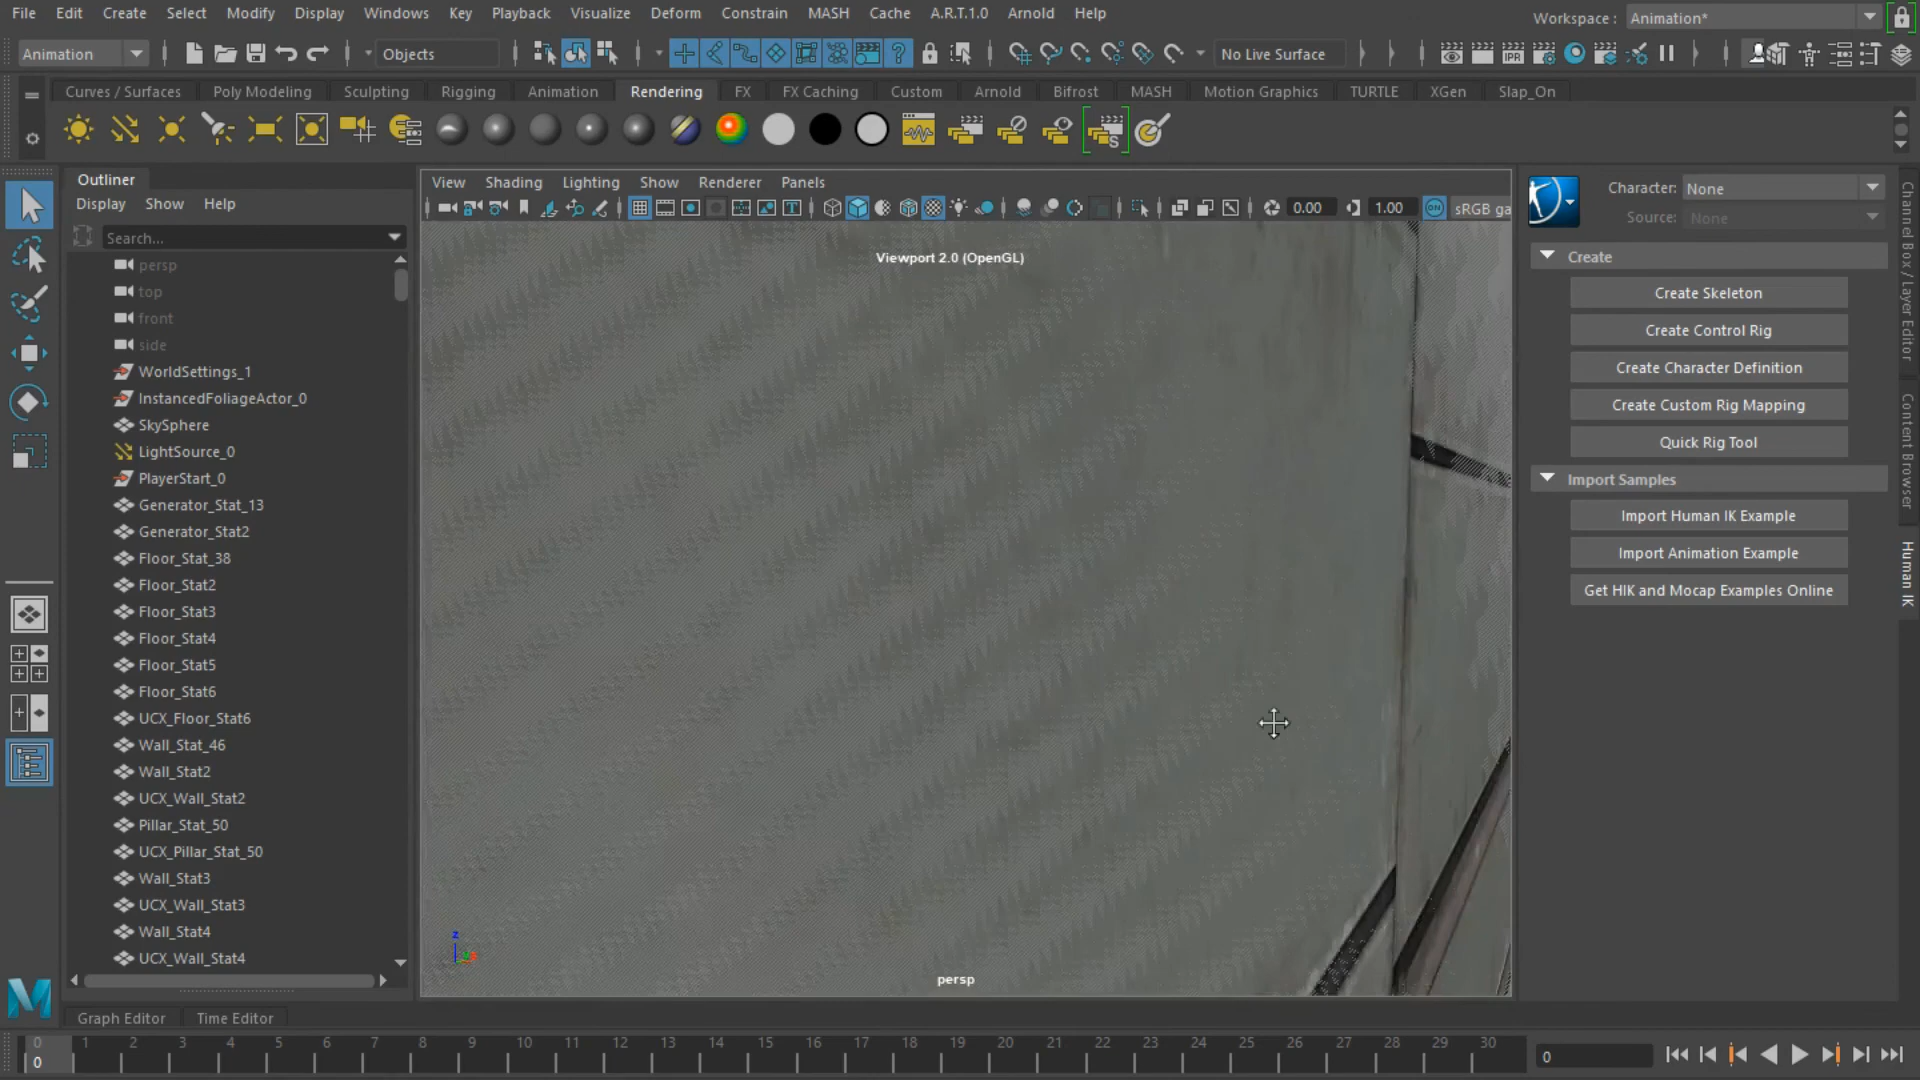 File Edit Create Select Modify Display Windows Key Playback Visualize Deform Constrain MASH Cache A.R.T.1.0 Arnold Help
Workspace : Animation*
Animation Objects No Live Surface IPR
Curves / Surfaces Poly Modeling Sculpting Rigging Animation Rendering FX FX Caching Custom Arnold Bifrost MASH Motion Graphics TURTLE XGen Slap_On
S
Outliner
Display Show Help
Search...
persp
top
front
side
WorldSettings_1
InstancedFoliageActor_0
SkySphere
LightSource_0
PlayerStart_0
Generator_Stat_13
Generator_Stat2
Floor_Stat_38
Floor_Stat2
Floor_Stat3
Floor_Stat4
Floor_Stat5
Floor_Stat6
UCX_Floor_Stat6
Wall_Stat_46
Wall_Stat2
UCX_Wall_Stat2
Pillar_Stat_50
UCX_Pillar_Stat_50
Wall_Stat3
UCX_Wall_Stat3
Wall_Stat4
UCX_Wall_Stat4
View Shading Lighting Show Renderer Panels
0.00 1.00 ON sRGB ga
Viewport 2.0 (OpenGL)
z
persp
Character: None
Source: None
Create
Create Skeleton
Create Control Rig
Create Character Definition
Create Custom Rig Mapping
Quick Rig Tool
Import Samples
Import Human IK Example
Import Animation Example
Get HIK and Mocap Examples Online
Channel Box / Layer Editor
Content Browser
Human IK
Graph Editor Time Editor
0 1 2 3 4 5 6 7 8 9 10 11 12 13 14 15 16 17 18 19 20 21 22 23 24 25 26 27 28 29 30
0 0